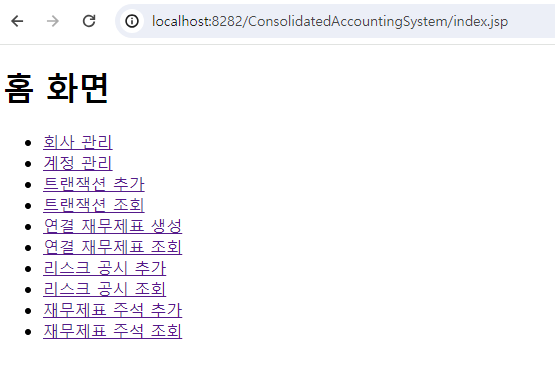 localhost:8282/ConsolidatedAccountingSystem/index.jsp
홈 화면
회사 관리
계정 관리
트랜잭션 추가
트랜잭션 조회
연결 재무제표 생성
연결 재무제표 조회
리스크 공시 추가
리스크 공시 조회
재무제표 주석 추가
재무제표 주석 조회